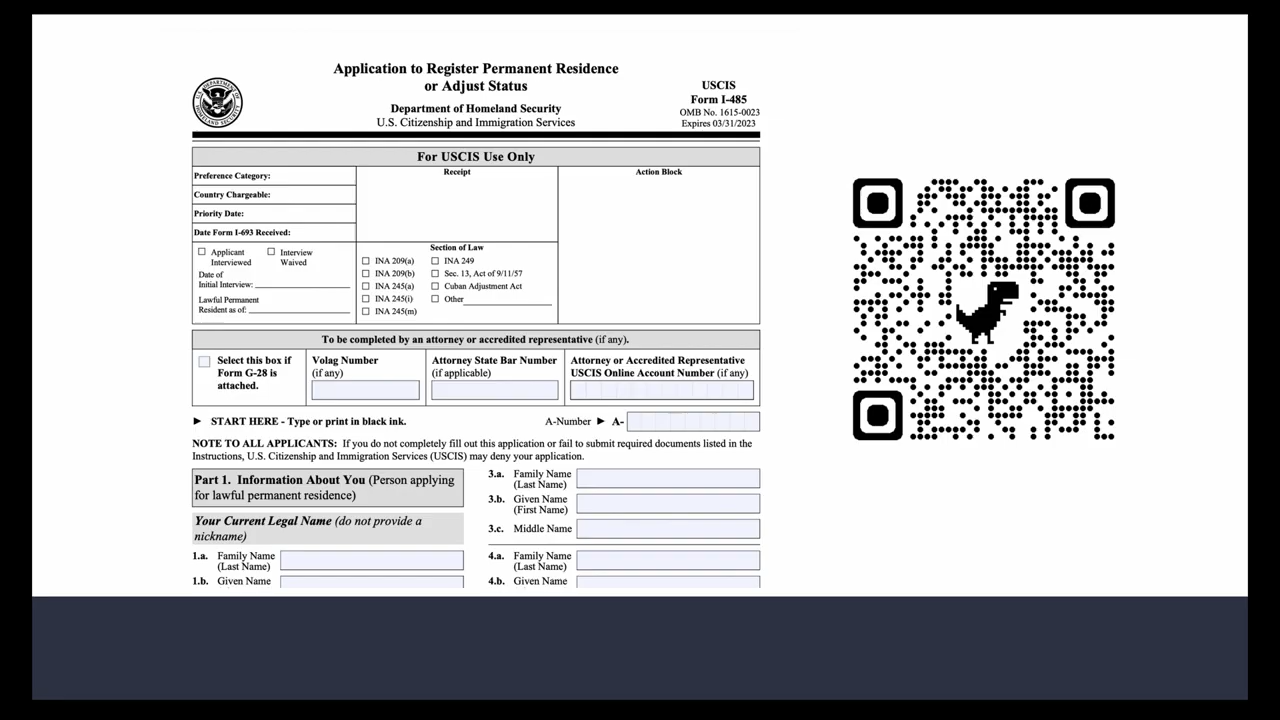 Application to Register Permanent Residence
or Adjust Status
Department of Homeland Security
U.S. Citizenship and Immigration Services
USCIS
Form I-485
OMB No. 1615-0023
Expires 03/31/2023
For USCIS Use Only
Preference Category:
Country Chargeable:
Priority Date:
Date Form I-693 Received:
Applicant
Interviewed
Interview
Waived
Date of
Initial Interview:
Lawful Permanent
Resident as of:
Receipt
Section of Law
INA 209(a)
INA 209(b)
INA 245(a)
INA 245(i)
INA 245(m)
INA 249
Sec. 13, Act of 9/11/57
Cuban Adjustment Act
Other
Action Block
To be completed by an attorney or accredited representative (if any).
Select this box if
Form G-28 is
attached.
Volag Number
(if any)
Attorney State Bar Number
(if applicable)
Attorney or Accredited Representative
USCIS Online Account Number (if any)
► START HERE - Type or print in black ink.
A-Number ► A-
NOTE TO ALL APPLICANTS: If you do not completely fill out this application or fail to submit required documents listed in the
Instructions, U.S. Citizenship and Immigration Services (USCIS) may deny your application.
Part 1. Information About You (Person applying
for lawful permanent residence)
Your Current Legal Name (do not provide a
nickname)
1.a. Family Name
(Last Name)
1.b. Given Name
3.a. Family Name
(Last Name)
3.b. Given Name
(First Name)
3.c. Middle Name
4.a. Family Name
(Last Name)
4.b. Given Name